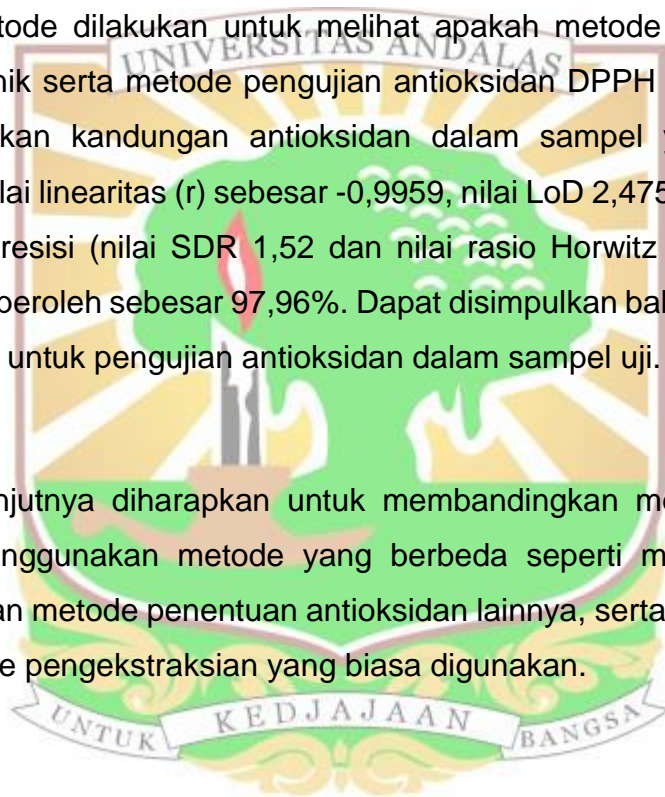 tode dilakukan untuk melihat apakah metode
UNIVERSITAS ANDALAS
nik serta metode pengujian antioksidan DPPH
kan kandungan antioksidan dalam sampel
lai linearitas (r) sebesar -0,9959, nilai LoD 2,475
resisi (nilai SDR 1,52 dan nilai rasio Horwitz
peroleh sebesar 97,96%. Dapat disimpulkan bal
untuk pengujian antioksidan dalam sampel uji.
njutnya diharapkan untuk membandingkan me
enggunakan metode yang berbeda seperti m
an metode penentuan antioksidan lainnya, serta
e pengekstraksian yang biasa digunakan.
UNTUK KEDJAJAAN BANGSA